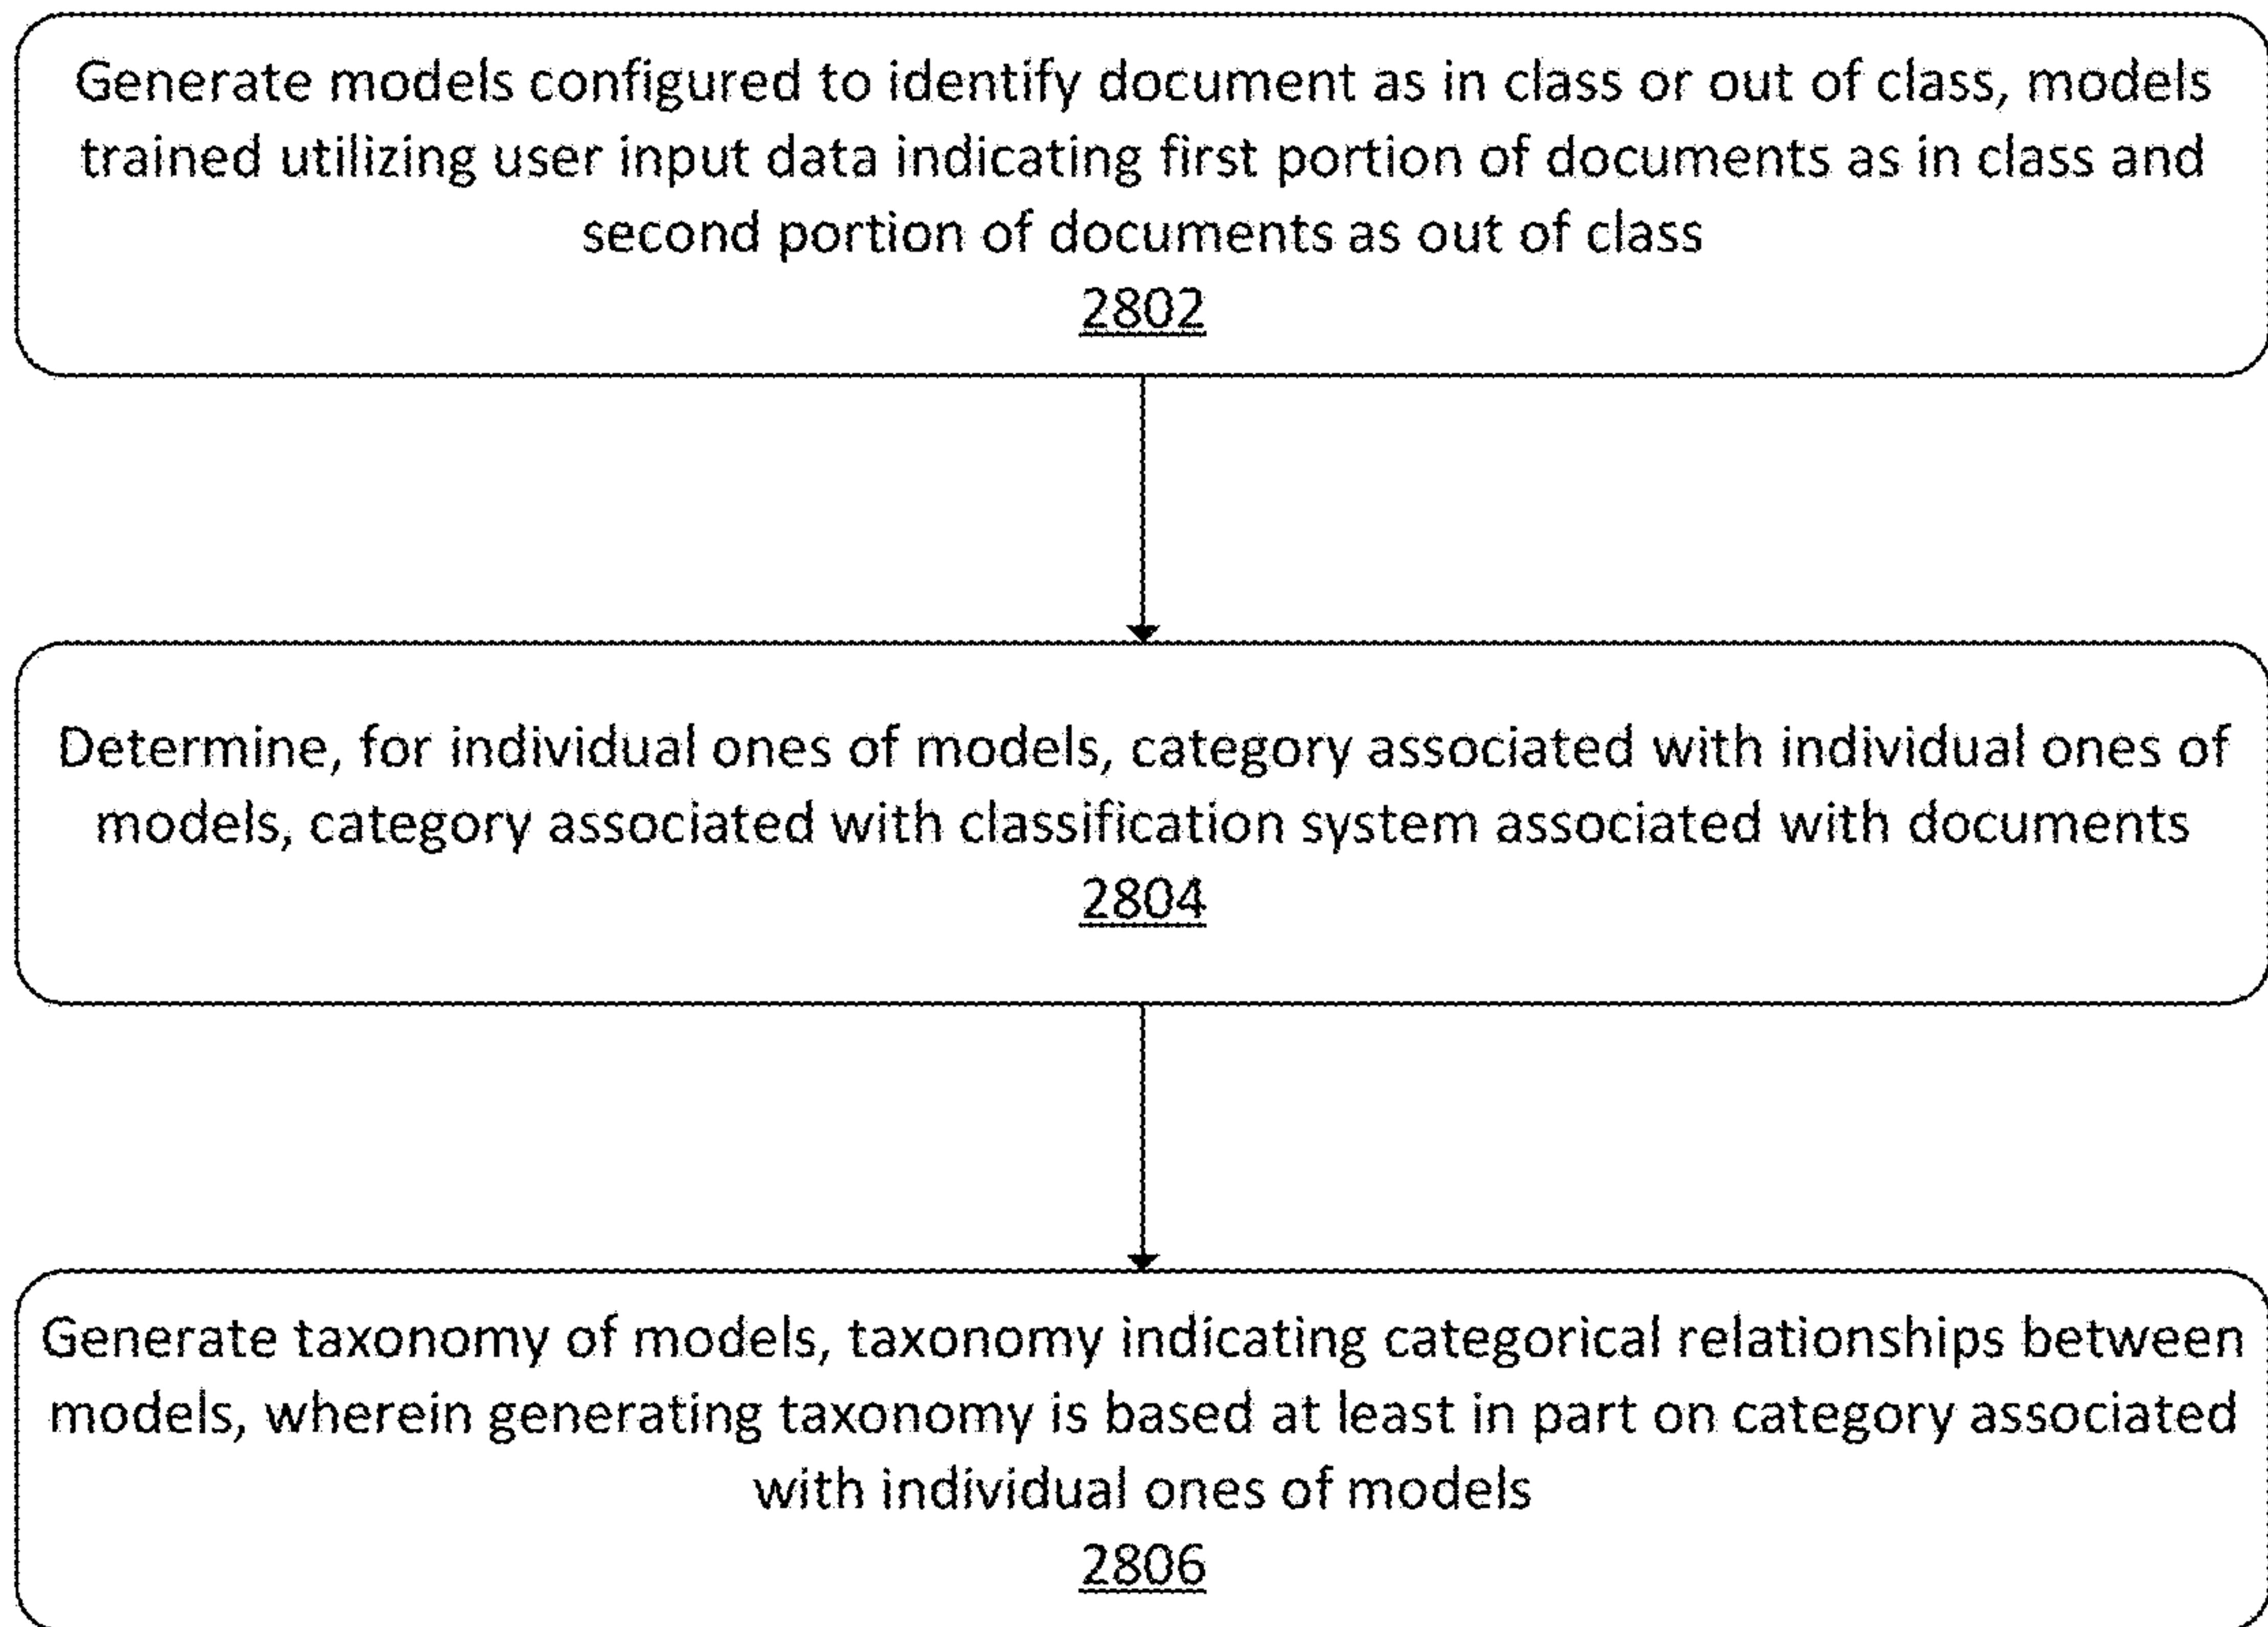 Generate models configured to identify document as in class or out of class, models
trained utilizing user input data indicating first portion of documents as in class and
second portion of documents as out of class
2802
Determine, for individual ones of models, category associated with individual ones of
models, category associated with classification system associated with documents
2804
Generate taxonomy of models, taxonomy indicating categorical relationships between
models, wherein generating taxonomy is based at least in part on category associated
with individual ones of models
2806